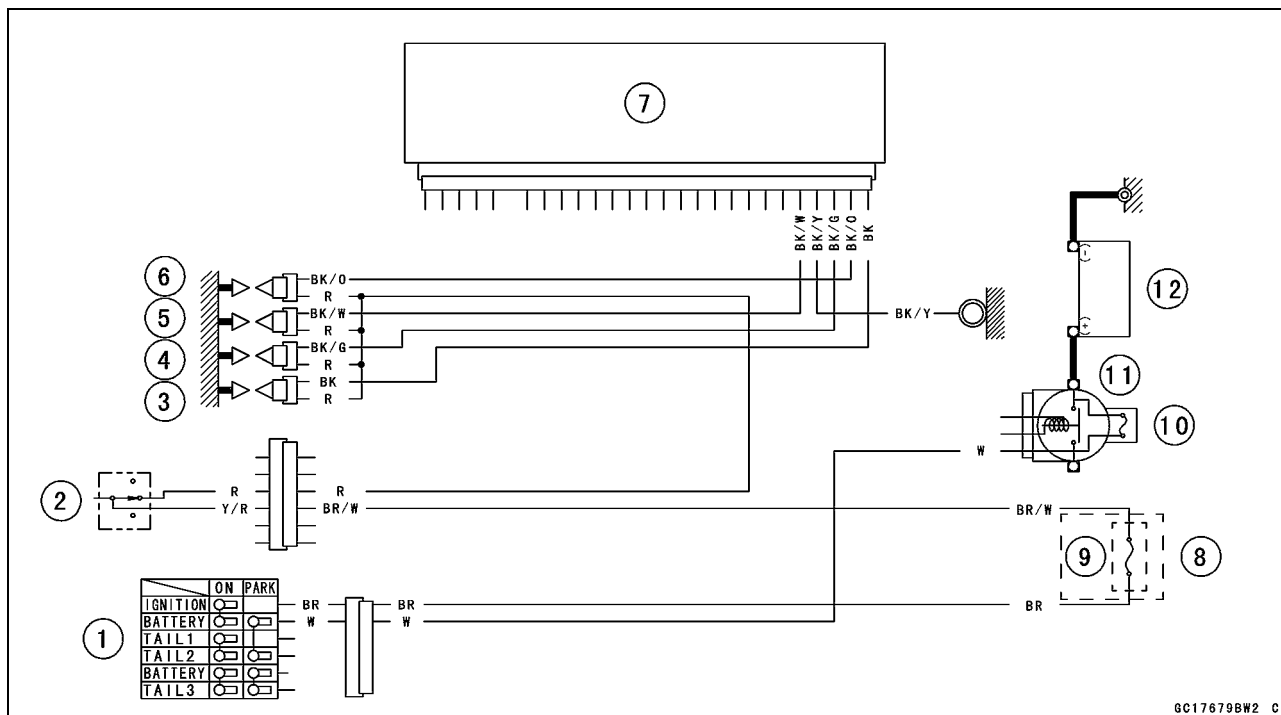 7
BK/W
BK/Y
BK/G
BK/O
BK
6
BK/O
R
5
BK/W
R
BK/Y
4
BK/G
R
3
BK
R
(-)
12
(+)
11
10
W
2
R
R
Y/R
BR/W
BR/W
9
8
ON PARK
IGNITION
BR
BR
BR
BATTERY
W
W
1
TAIL1
TAIL2
BATTERY
TAIL3
GC17679BW2 C